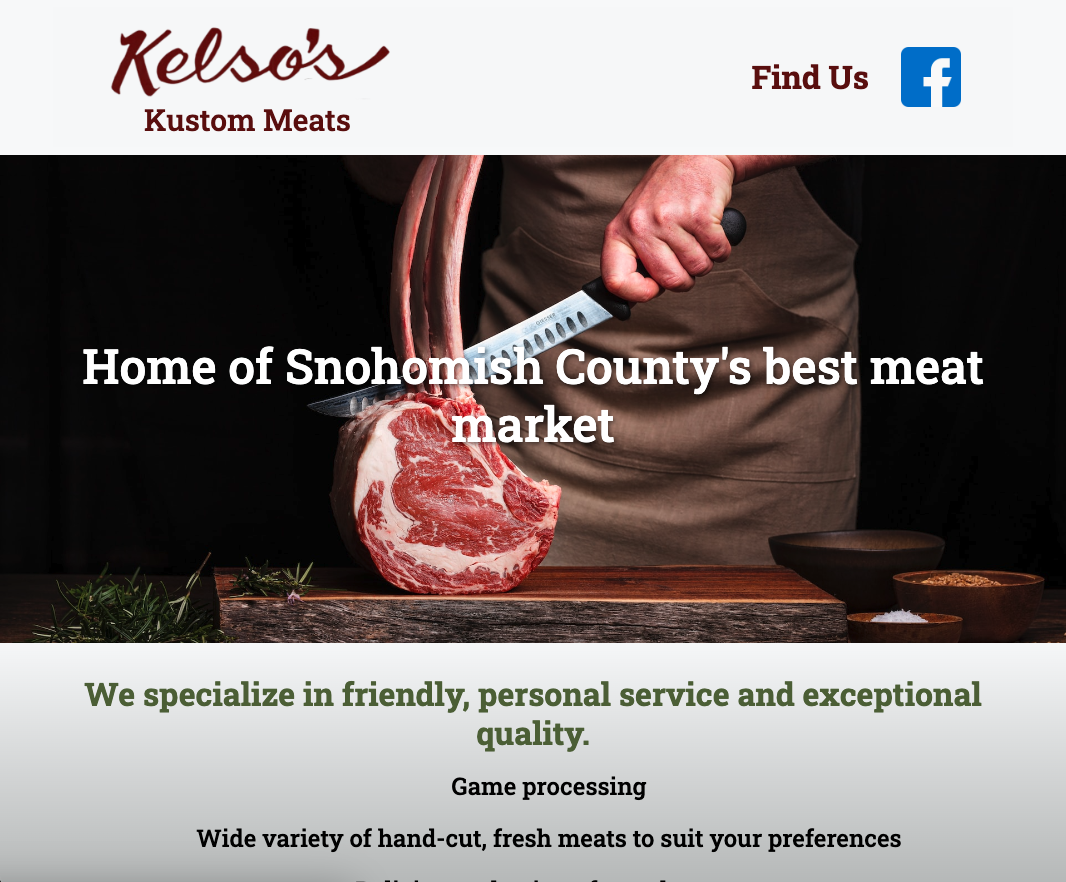 Kelso's
Kustom Meats
Find Us
Home of Snohomish County's best meat
market
We specialize in friendly, personal service and exceptional
quality.
Game processing
Wide variety of hand-cut, fresh meats to suit your preferences